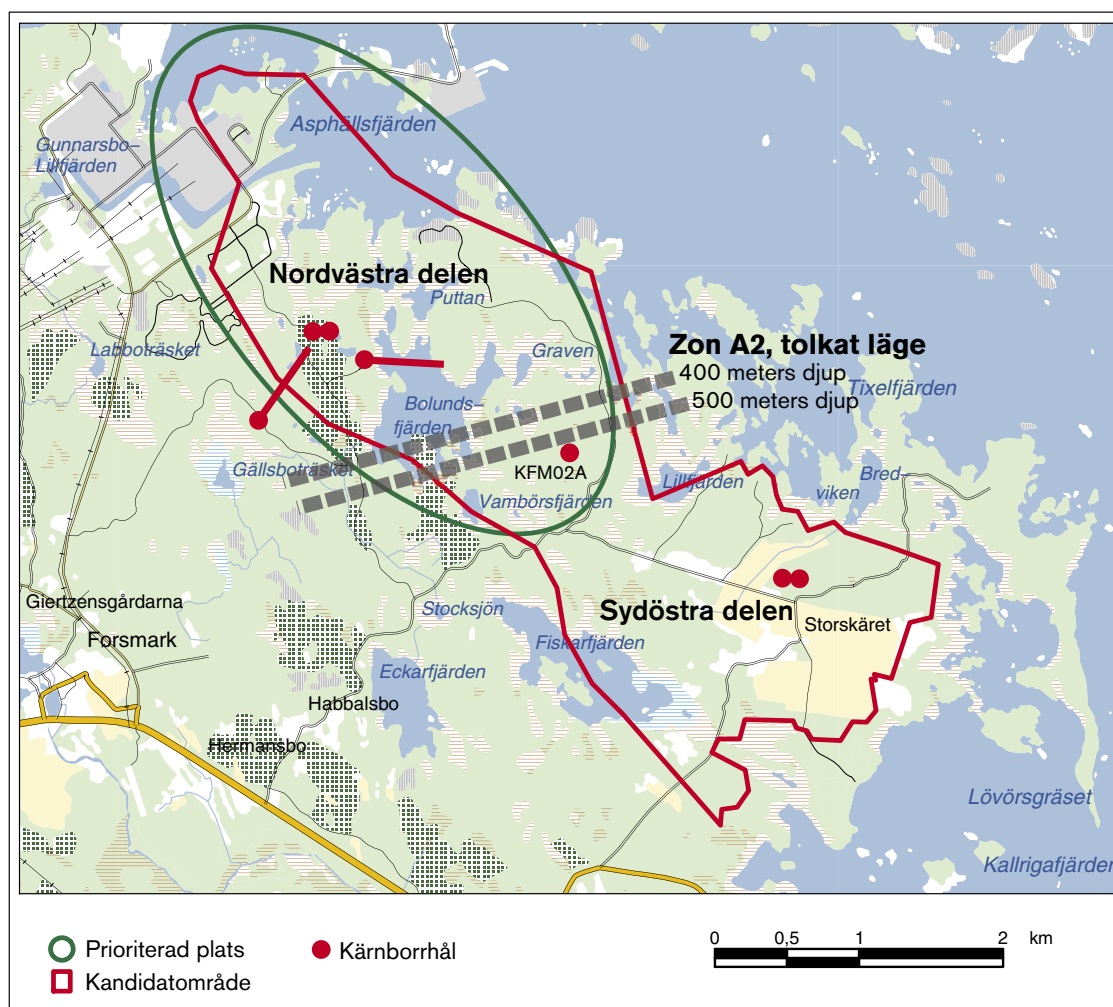 Asphällsfjärden
Gunnarsbo–
Lillfjärden
Nordvästra delen
Puttan
Labboträsket
Graven
Zon A2, tolkat läge
400 meters djup
Tixelfjärden
500 meters djup
Bolunds–
fjärden
Gällsboträsket
KFM02A
Lillfjärden
Bred–
viken
Vambörsfjärden
Giertzensgårdarna
Stocksjön
Sydöstra delen
Storskäret
Forsmark
Fiskarfjärden
Eckarfjärden
Habbalsbo
Hermansbo
Lövörsgräset
Kallrigafjärden
Prioriterad plats
Kärnborrhål
Kandidatområde
0 0,5 1 2 km